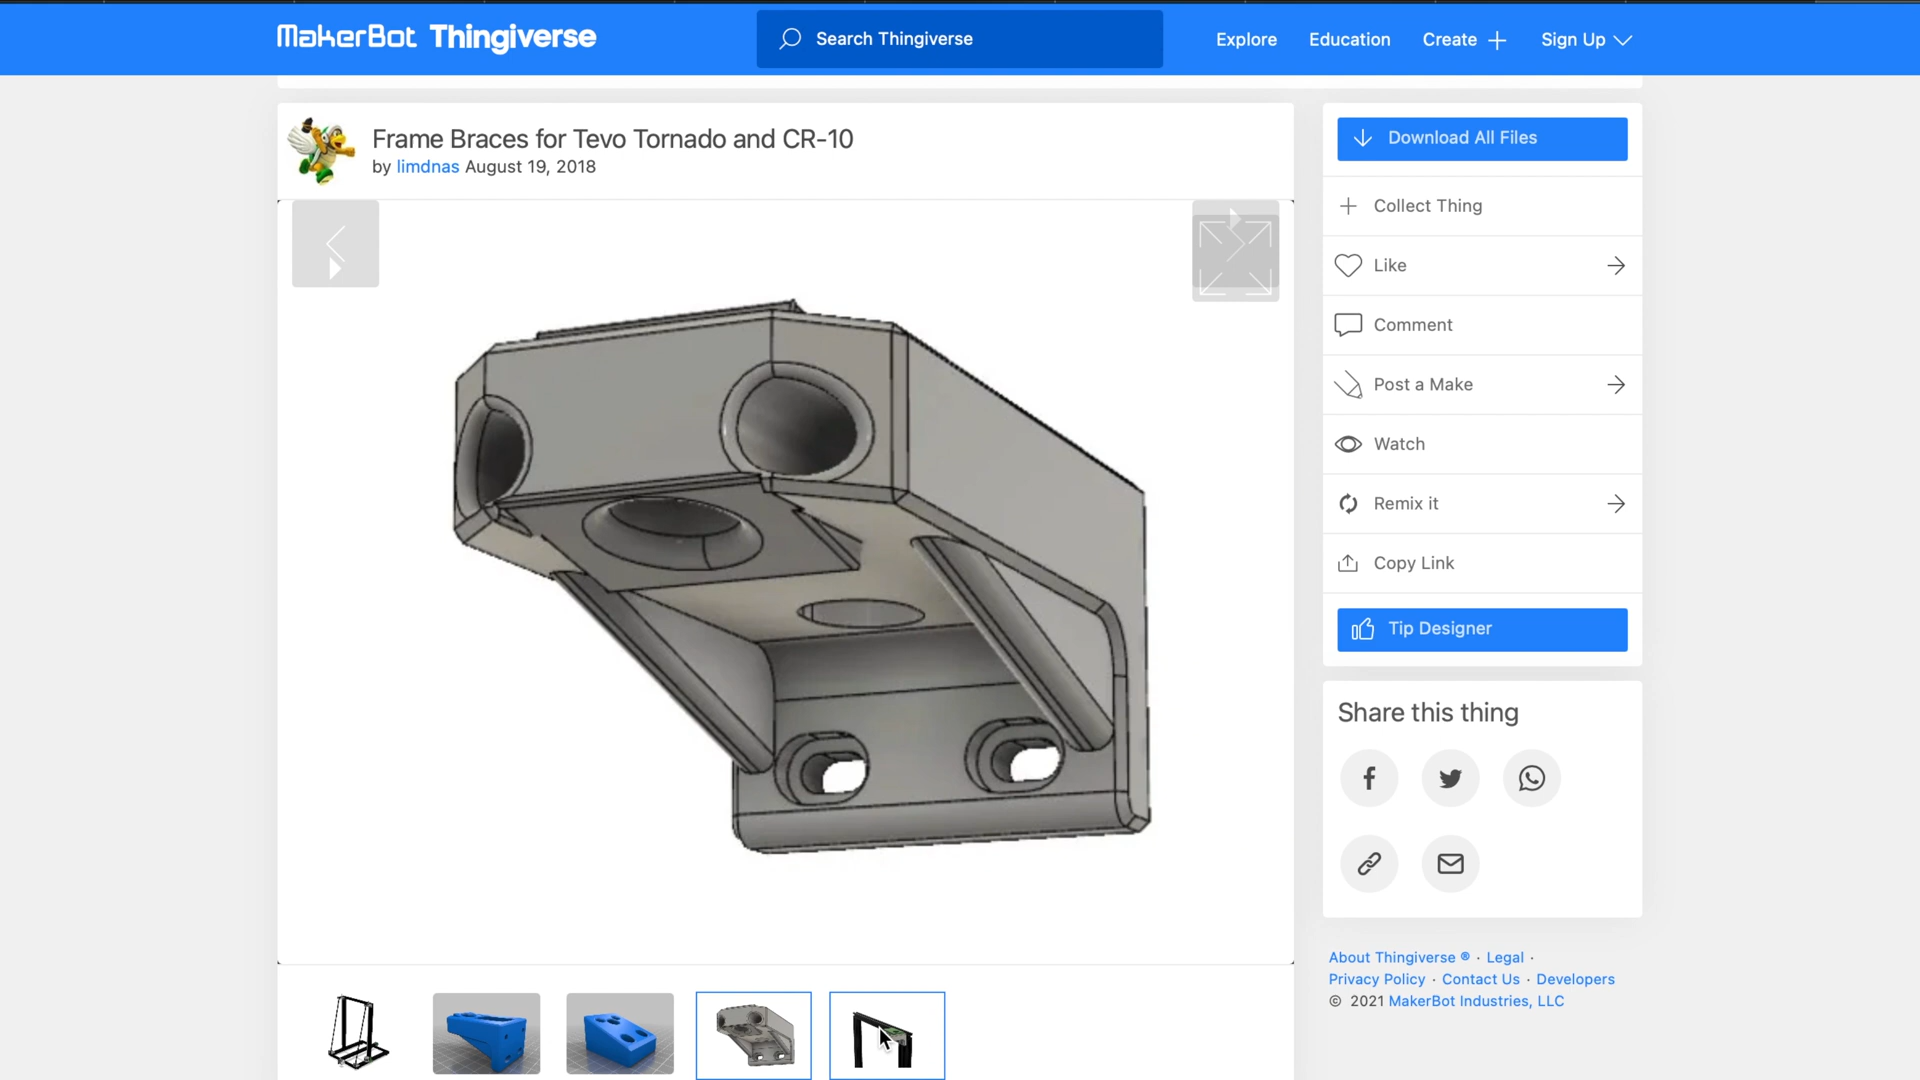 MakerBot Thingiverse
Search Thingiverse
Explore
Education
Create
Sign Up
Frame Braces for Tevo Tornado and CR-10
by limdnas August 19, 2018
Download All Files
Collect Thing
Like
Comment
Post a Make
Watch
Remix it
Copy Link
Tip Designer
Share this thing
About Thingiverse ® · Legal ·
Privacy Policy · Contact Us · Developers
© 2021 MakerBot Industries, LLC